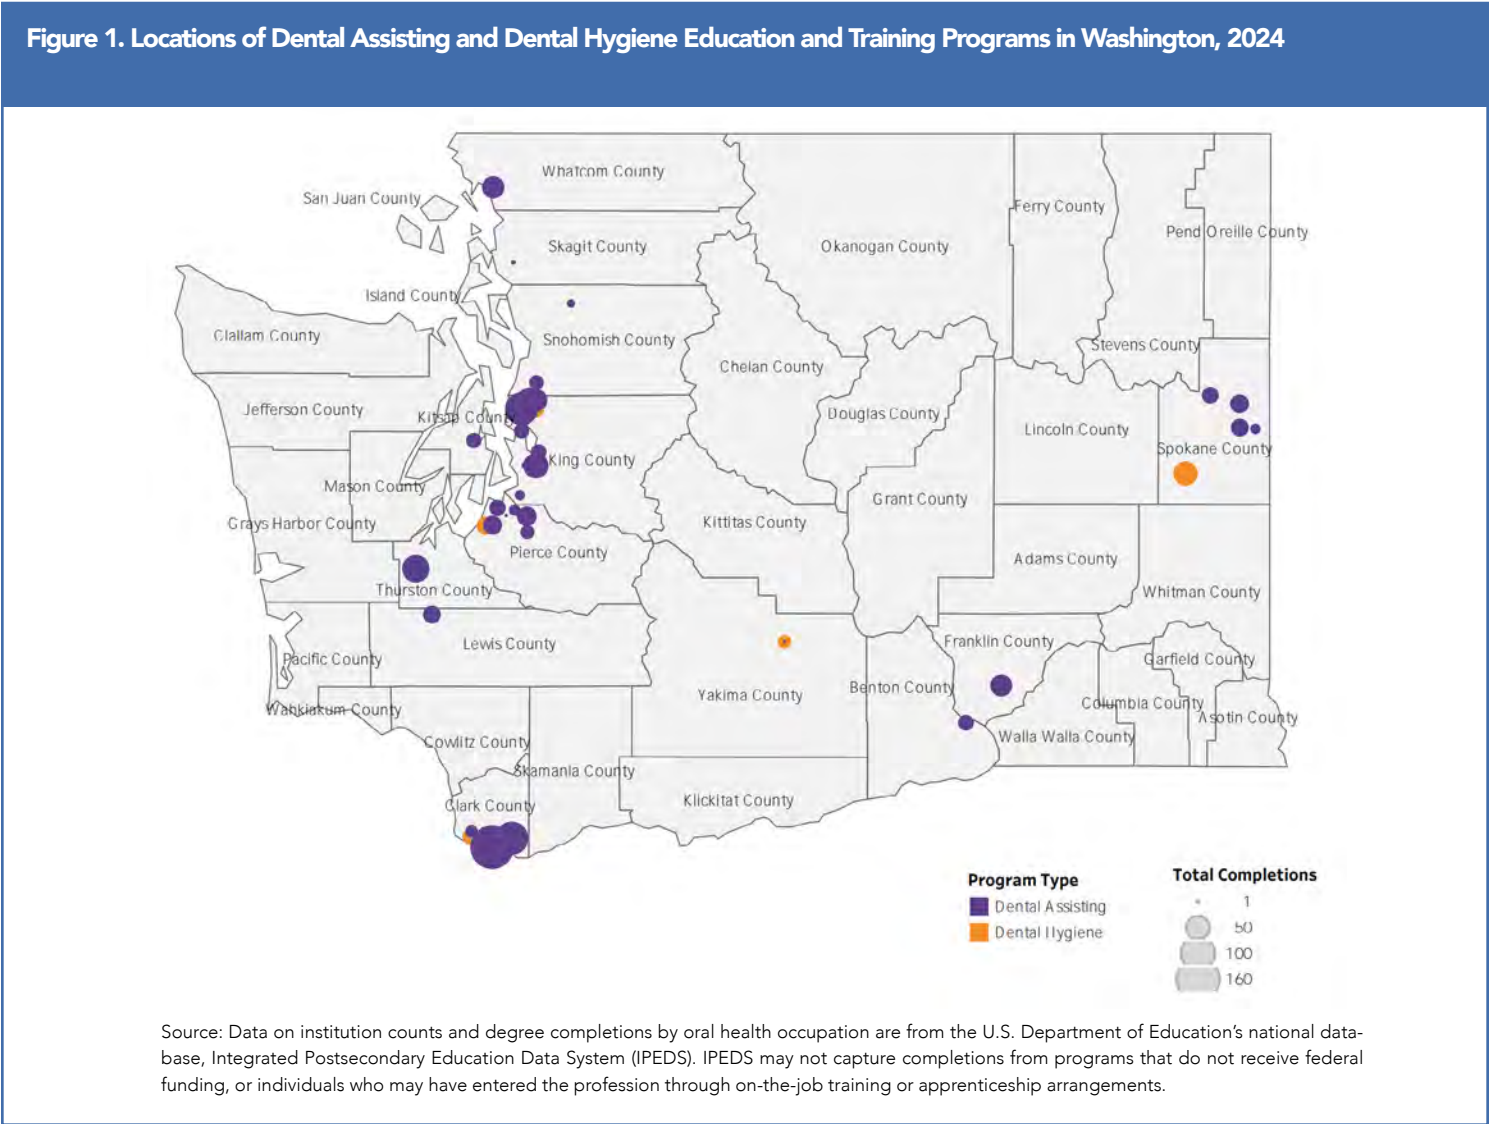 Figure 1. Locations of Dental Assisting and Dental Hygiene Education and Training Programs in Washington, 2024
Whatcom County
San Juan County
Ferry County
Pend Oreille County
Skagit County
Okanogan County
Island County
Clallam County
Snohomish County
Stevens County
Chelan County
Jefferson County
Kitsap County
Douglas County
Lincoln County
Spokane County
King County
Mason County
Grant County
Grays Harbor County
Kittitas County
Pierce County
Adams County
Thurston County
Whitman County
Lewis County
Franklin County
Pacific County
Garfield County
Yakima County
Benton County
Columbia County
Wahkiakum County
Asotin County
Walla Walla County
Cowlitz County
Skamania County
Clark County
Klickitat County
Program Type
Dental Assisting
Dental Hygiene
Total Completions
1
50
100
160
Source: Data on institution counts and degree completions by oral health occupation are from the U.S. Department of Education’s national data-
base, Integrated Postsecondary Education Data System (IPEDS). IPEDS may not capture completions from programs that do not receive federal
funding, or individuals who may have entered the profession through on-the-job training or apprenticeship arrangements.